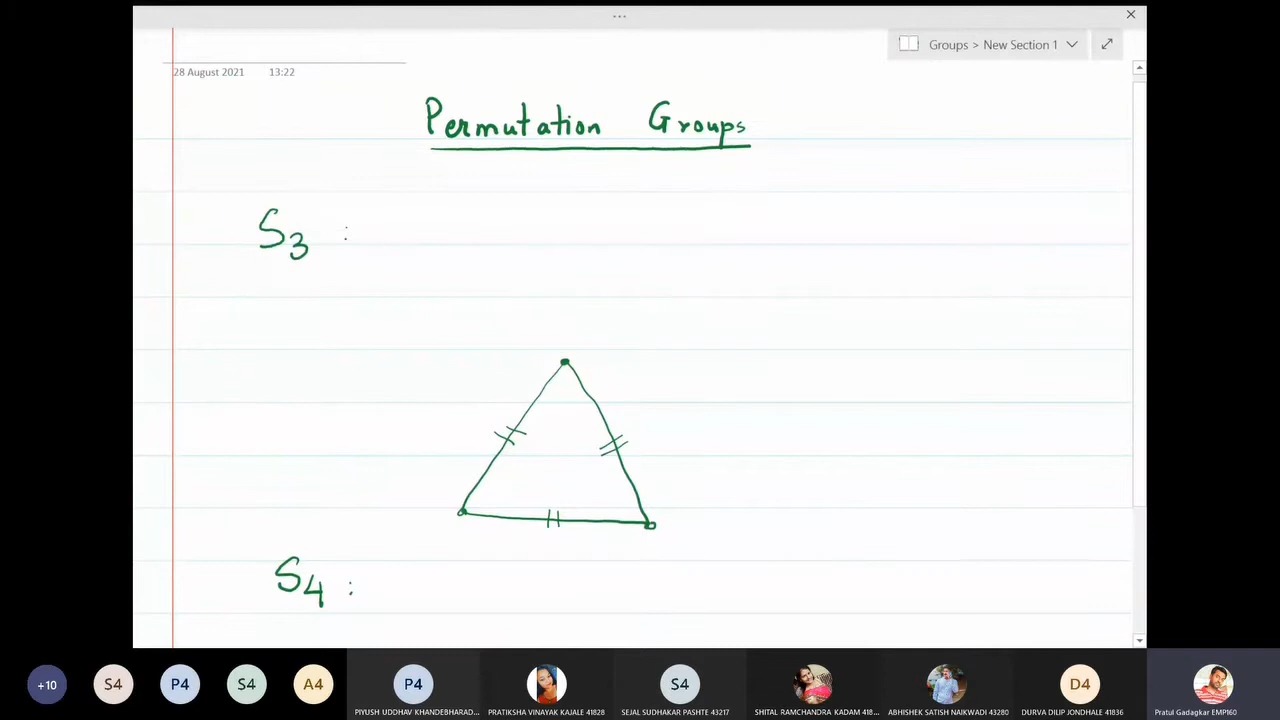 Groups > New Section 1
28 August 2021 13:22
Permutation Groups
S3 :
S4 :
+10
S4
P4
S4
A4
P4
S4
D4
PIYUSH UDDHAV KHANDEBHARAD...
PRATIKSHA VINAYAK KAJALE 41828
SEJAL SUDHAKAR PASHTE 43217
SHITAL RAMCHANDRA KADAM 418...
ABHISHEK SATISH NAIKWADI 43280
DURVA DILIP JONDHALE 41836
Pratul Gadagkar EMP160